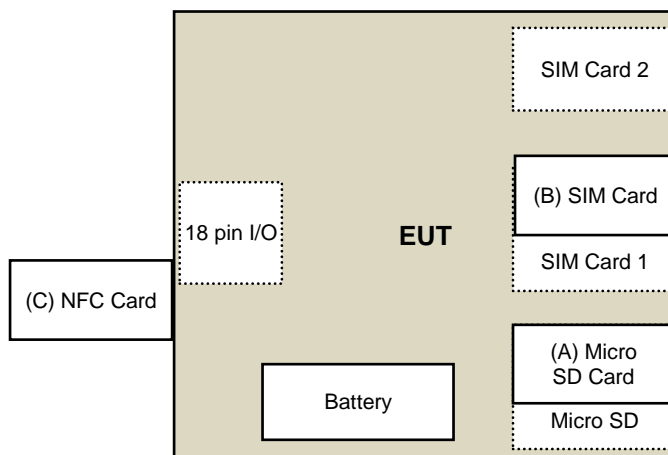 SIM Card 2
(B) SIM Card
18 pin I/O
EUT
SIM Card 1
(C) NFC Card
(A) Micro
SD Card
Battery
Micro SD